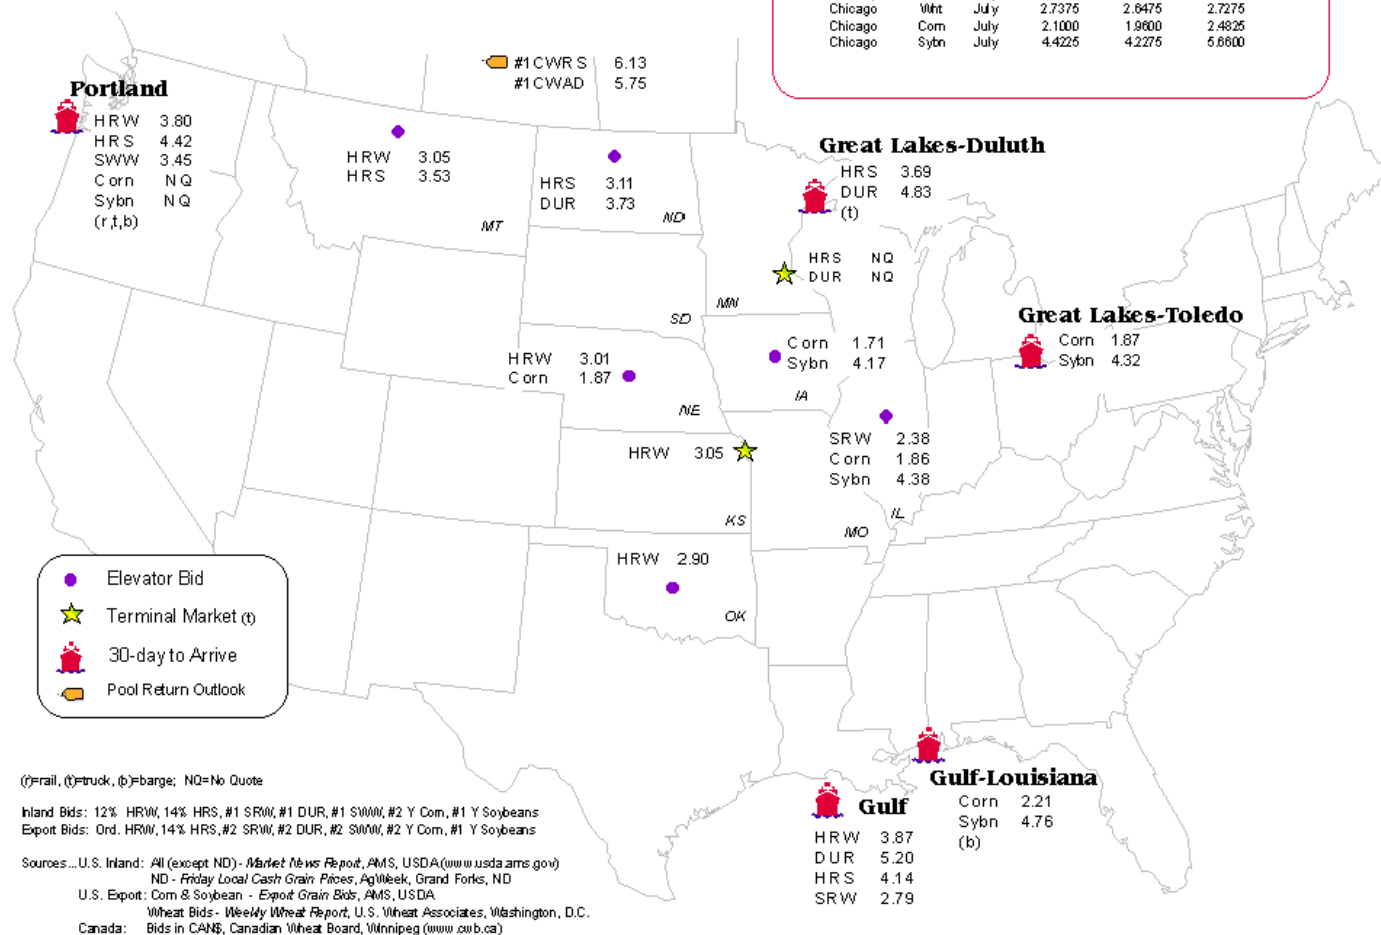 Chicago Wht July 2.7375 2.6475 2.7275
Chicago Corn July 2.1000 1.9600 2.4825
Chicago Sybn July 4.4225 4.2275 5.6600
#1CWRS 6.13
#1CWAD 5.75
Portland
HRW 3.80
HRS 4.42
SWW 3.45
Corn NQ
Sybn NQ
(r,t,b)
HRW 3.05
HRS 3.53
MT
HRS 3.11
DUR 3.73
ND
Great Lakes-Duluth
HRS 3.69
DUR 4.83
(t)
HRS NQ
DUR NQ
MN
SD
Great Lakes-Toledo
Corn 1.87
Sybn 4.32
HRW 3.01
Corn 1.87
NE
Corn 1.71
Sybn 4.17
IA
HRW 3.05
KS
SRW 2.38
Corn 1.86
Sybn 4.38
IL
MO
HRW 2.90
OK
Elevator Bid
Terminal Market (t)
30-day to Arrive
Pool Return Outlook
Gulf-Louisiana
Corn 2.21
Sybn 4.76
(b)
Gulf
HRW 3.87
DUR 5.20
HRS 4.14
SRW 2.79
(r)=rail, (t)=truck, (b)=barge; NQ=No Quote
Inland Bids: 12% HRW, 14% HRS, #1 SRW, #1 DUR, #1 SWW, #2 Y Corn, #1 Y Soybeans
Export Bids: Ord. HRW, 14% HRS, #2 SRW, #2 DUR, #2 SWW, #2 Y Corn, #1 Y Soybeans
Sources...U.S. Inland: All (except ND) - Market News Report, AMS, USDA (www.usda.ams.gov)
ND - Friday Local Cash Grain Prices, AgWeek, Grand Forks, ND
U.S. Export: Corn & Soybean - Export Grain Bids, AMS, USDA
Wheat Bids - Weekly Wheat Report, U.S. Wheat Associates, Washington, D.C.
Canada: Bids in CAN$, Canadian Wheat Board, Winnipeg (www.cwb.ca)